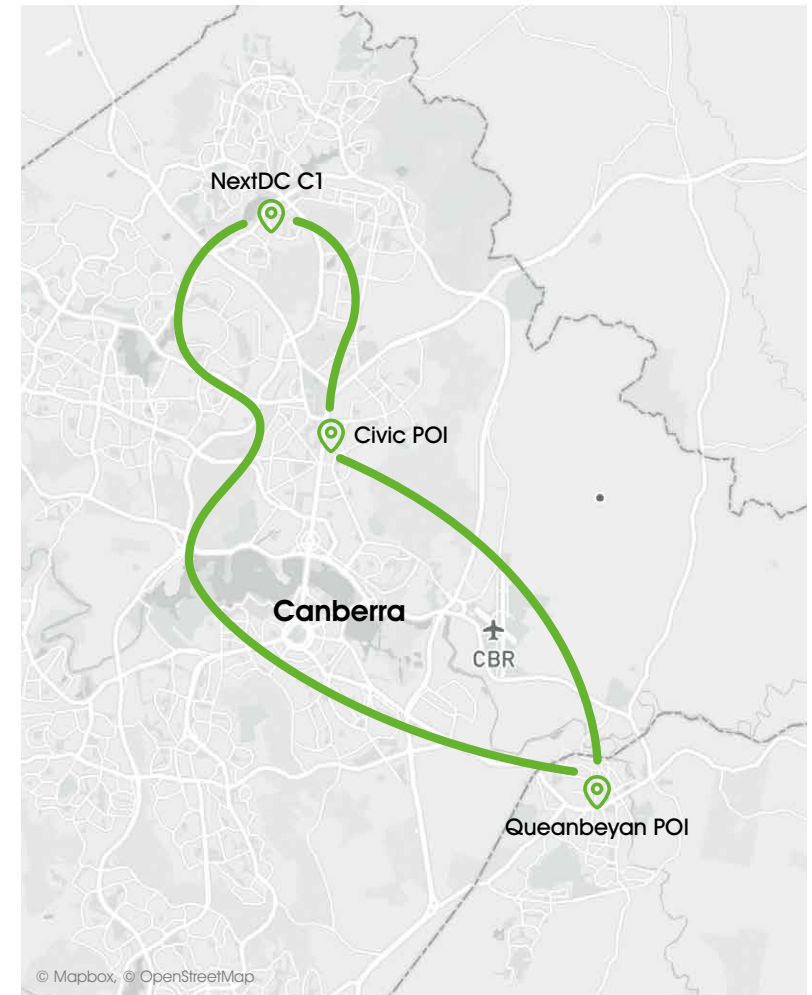 NextDC C1
Civic POI
Canberra
CBR
Queanbeyan POI
© Mapbox, © OpenStreetMap